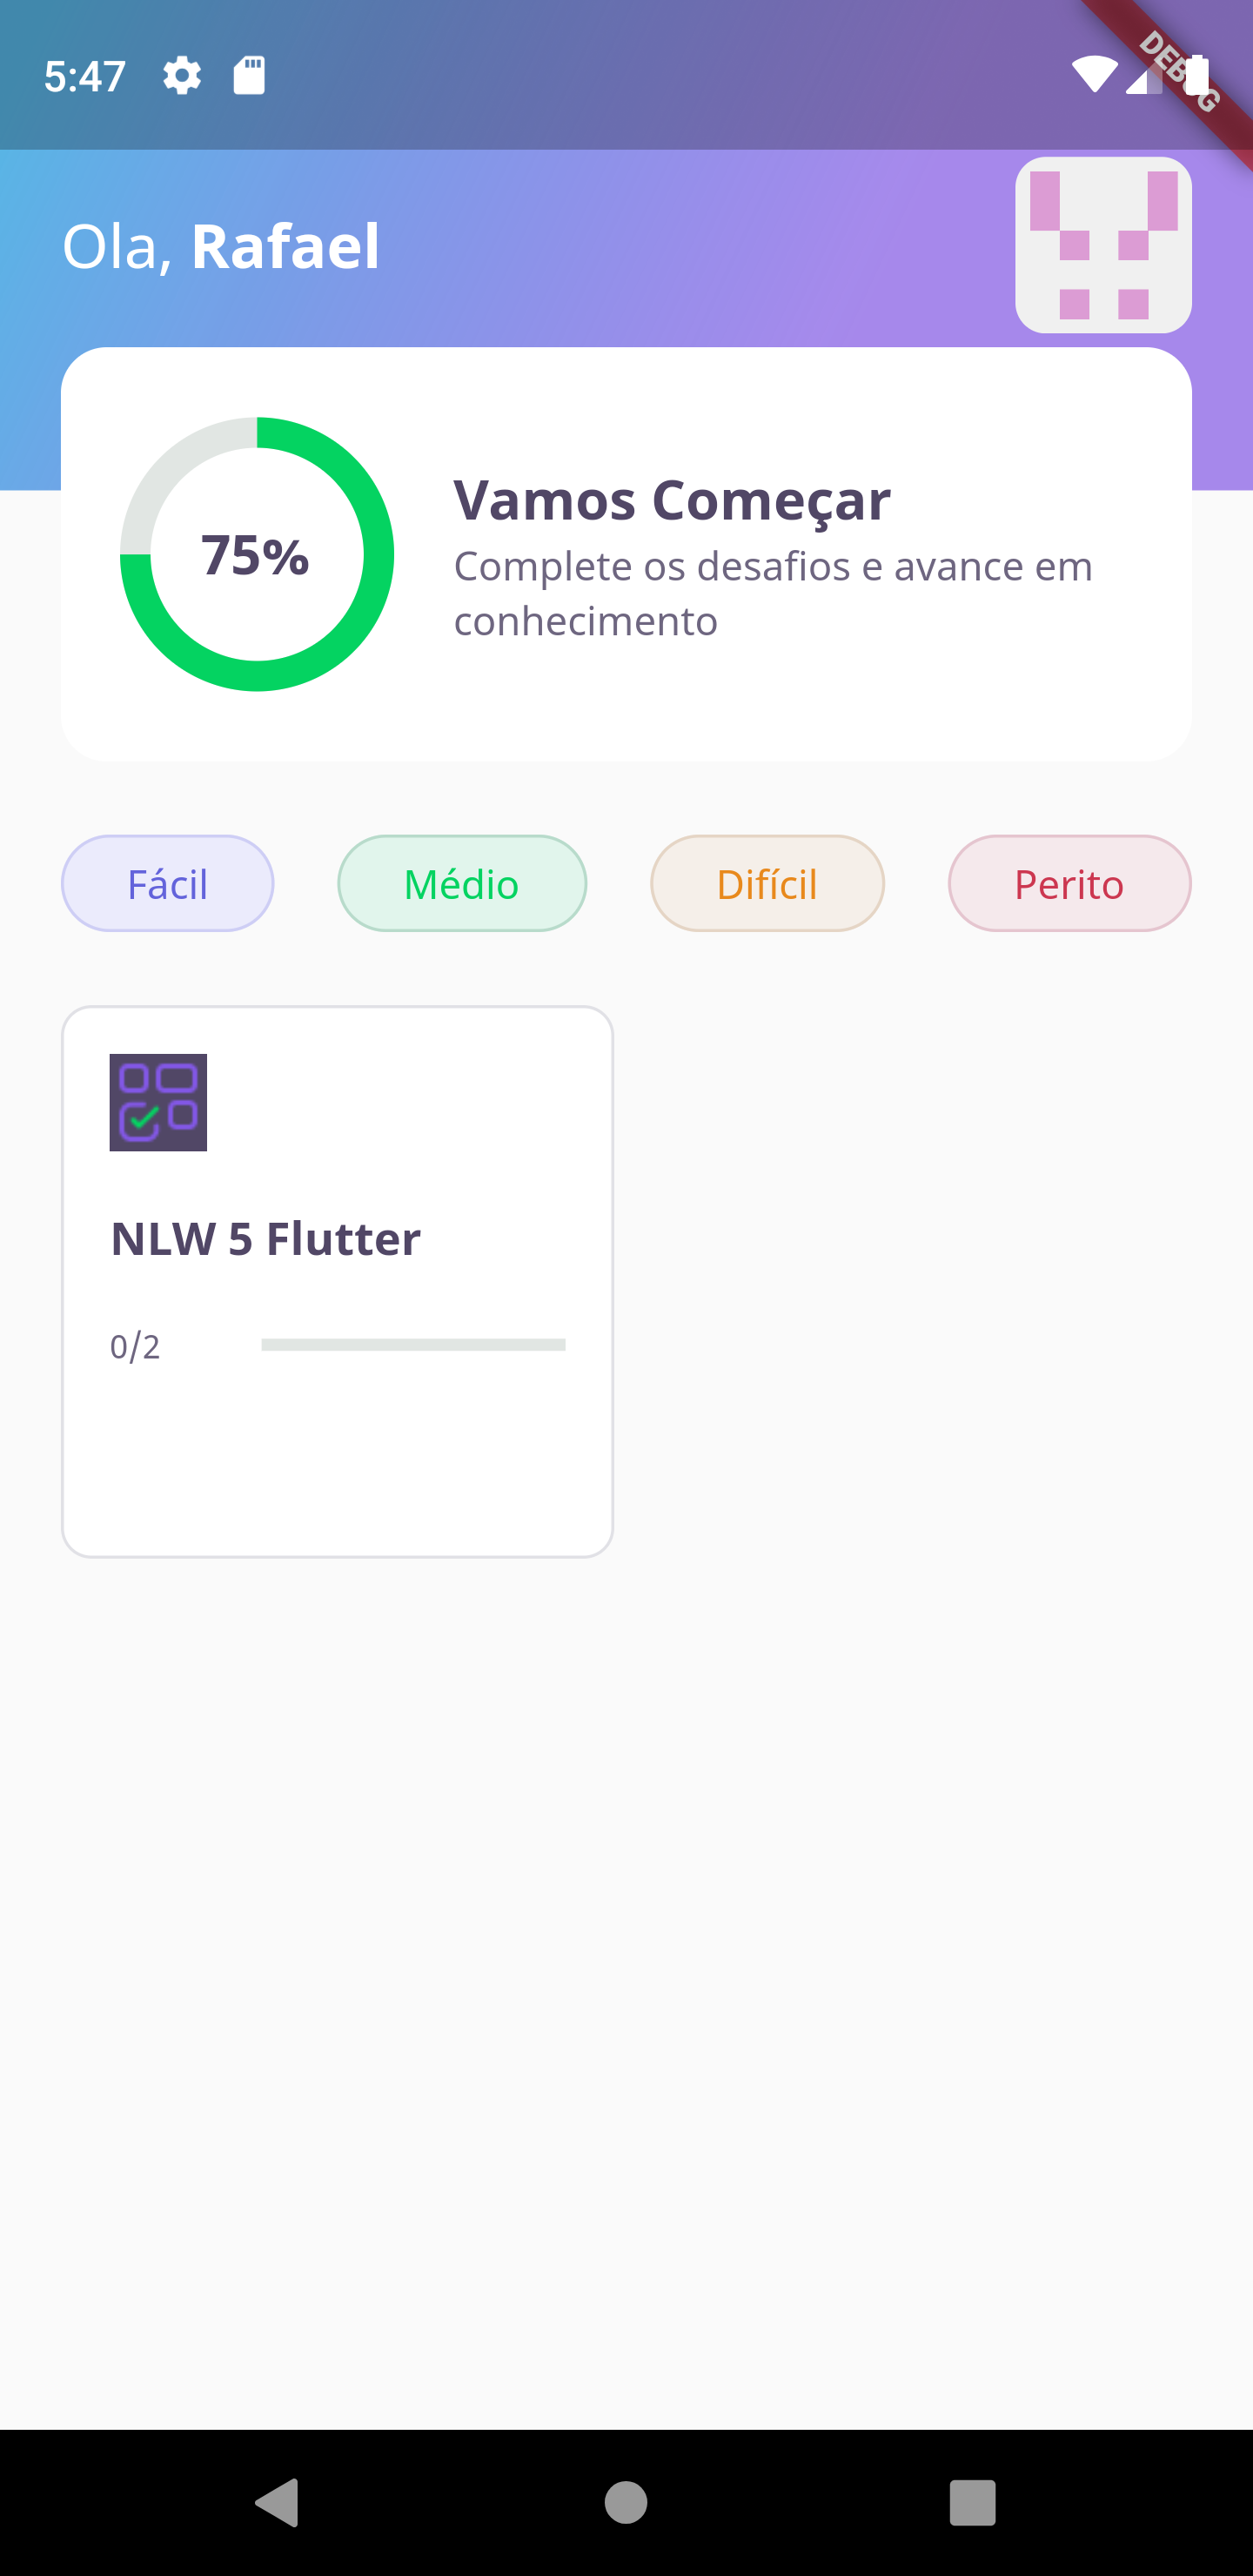 5:47
DEBUG
Ola, Rafael
75%
Vamos Começar
Complete os desafios e avance em
conhecimento
Fácil
Médio
Difícil
Perito
NLW 5 Flutter
0/2